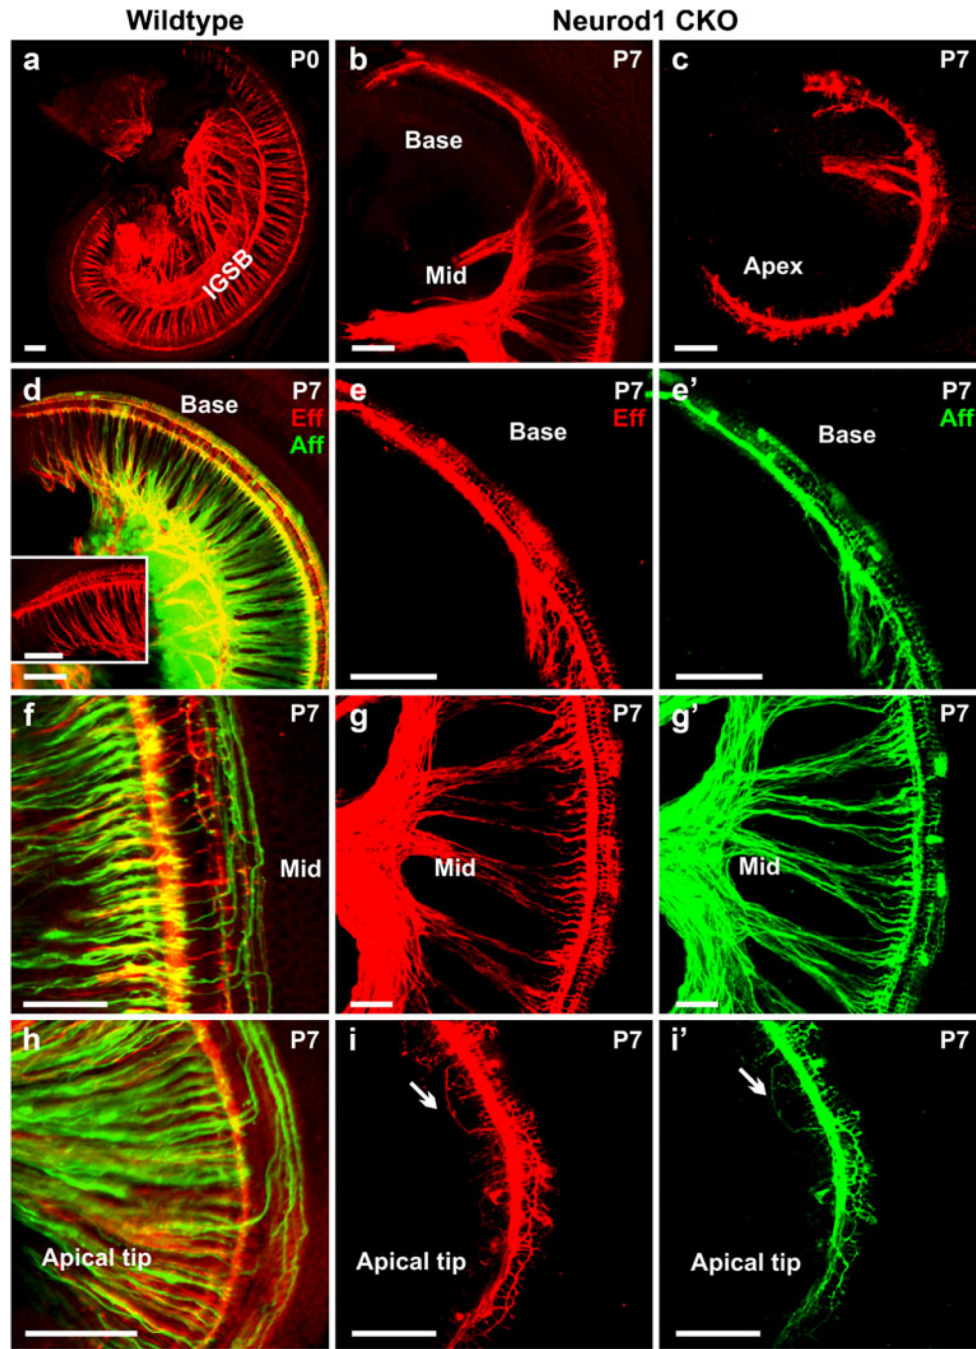 Wildtype
Neurod1 CKO
a
P0
IGSB
b
P7
Base
Mid
c
P7
Apex
d
P7
Eff
Aff
Base
e
P7
Eff
Base
e’
P7
Aff
Base
f
P7
Mid
g
P7
Mid
g’
P7
Mid
h
P7
Apical tip
i
P7
Apical tip
i’
P7
Apical tip